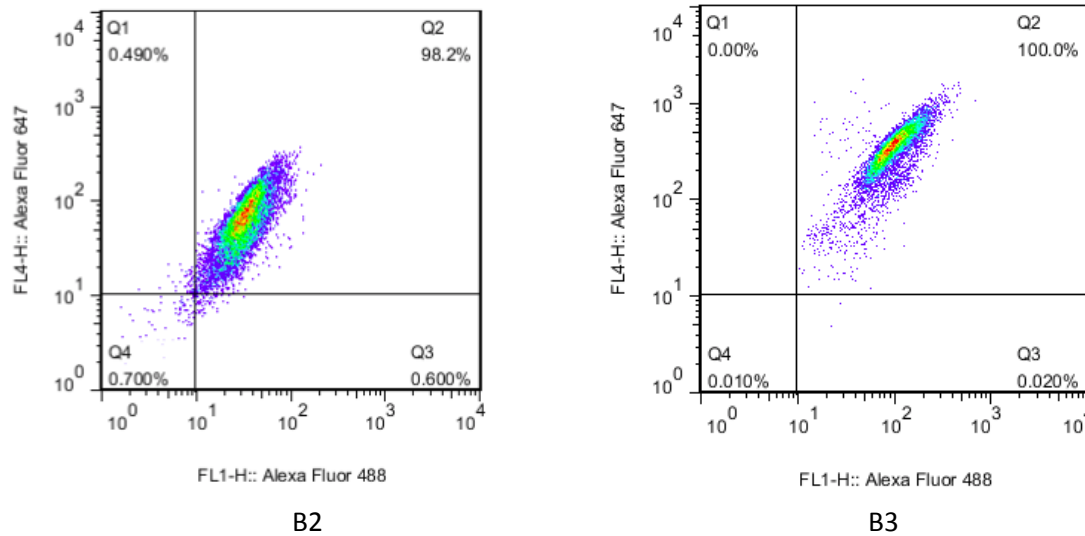 Q1
0.490%
Q2
98.2%
Q4
0.700%
Q3
0.600%
10^4
10^3
10^2
10^1
10^0
FL4-H:: Alexa Fluor 647
10^0 10^1 10^2 10^3 10^4
FL1-H:: Alexa Fluor 488
B2
Q1
0.00%
Q2
100.0%
Q4
0.010%
Q3
0.020%
10^4
10^3
10^2
10^1
10^0
FL4-H:: Alexa Fluor 647
10^0 10^1 10^2 10^3 10
FL1-H:: Alexa Fluor 488
B3